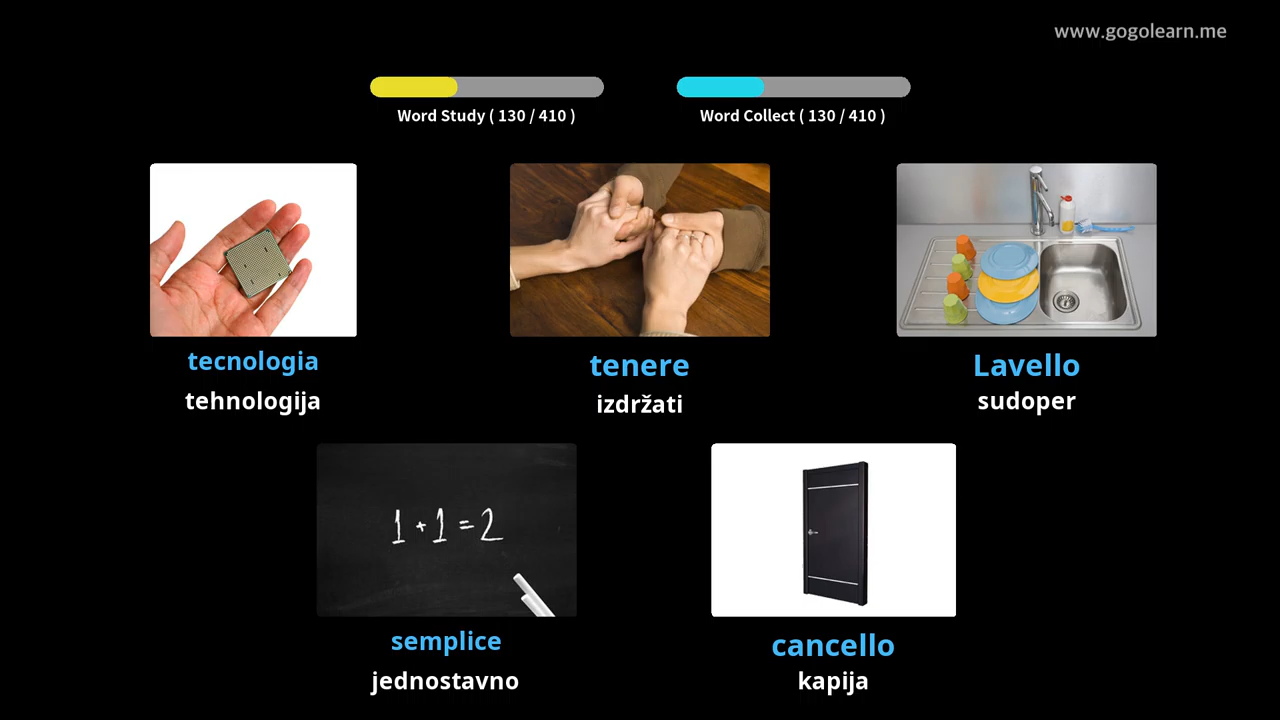 www.gogolearn.me
Word Study ( 130 / 410 )
Word Collect ( 130 / 410 )
tecnologia
tehnologija
tenere
izdržati
Lavello
sudoper
1 + 1 = 2
semplice
jednostavno
cancello
kapija